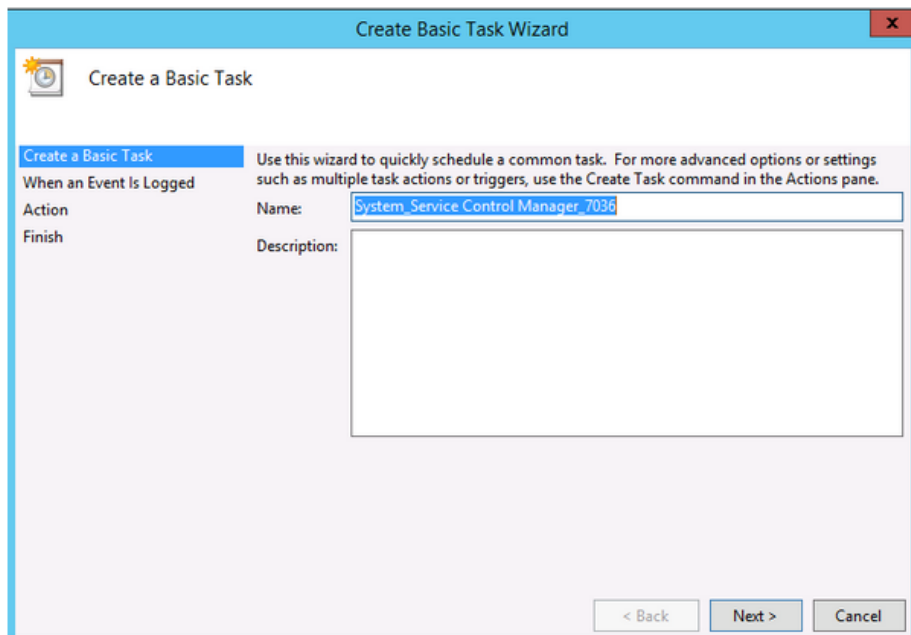 Create Basic Task Wizard
x
Create a Basic Task
Create a Basic Task
When an Event Is Logged
Action
Finish
Use this wizard to quickly schedule a common task. For more advanced options or settings
such as multiple task actions or triggers, use the Create Task command in the Actions pane.
Name: System_Service Control Manager_7036
Description:
< Back Next > Cancel